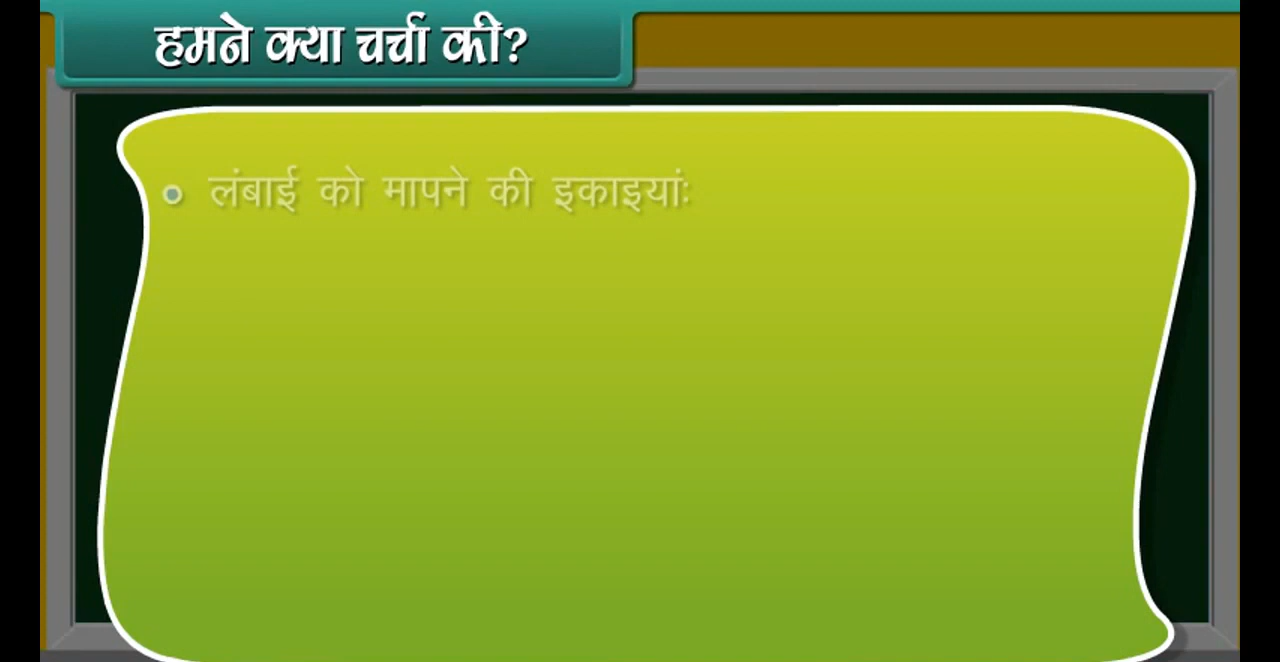 हमने क्या चर्चा की?
• लंबाई को मापने की इकाइयांः